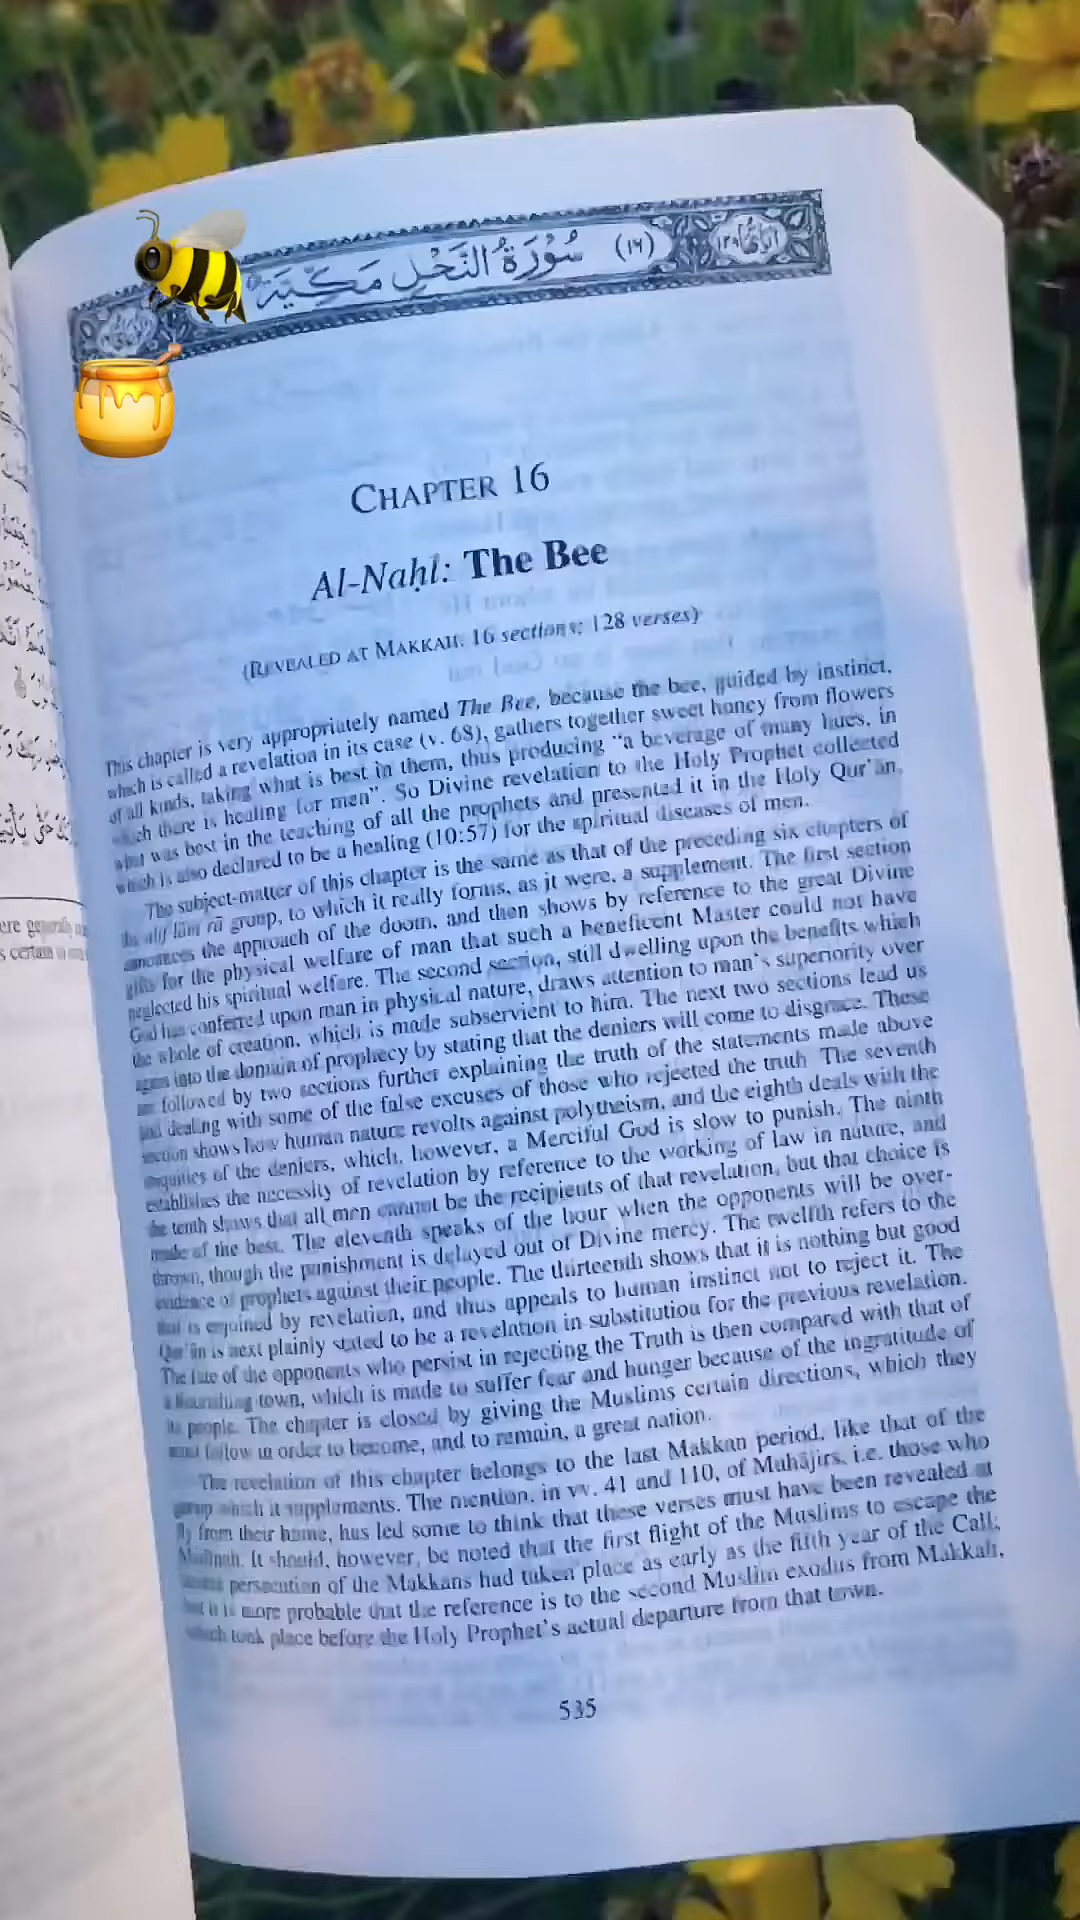 سُوْرَةُ النَّحْلِ مَكِّيَّةٌ (١٦)
CHAPTER 16
Al-Naḥl: The Bee
(REVEALED AT MAKKAH: 16 sections; 128 verses)
This chapter is very appropriately named The Bee, because the bee, guided by instinct,
which is called a revelation in its case (v. 68), gathers together sweet honey from flowers
of all kinds, taking what is best in them, thus producing “a beverage of many hues, in
which there is healing for men”. So Divine revelation to the Holy Prophet collected
what was best in the teaching of all the prophets and presented it in the Holy Qur’ān,
which is also declared to be a healing (10:57) for the spiritual diseases of men.
The subject-matter of this chapter is the same as that of the preceding six chapters of
the alif lām rā group, to which it really forms, as it were, a supplement. The first section
announces the approach of the doom, and then shows by reference to the great Divine
gifts for the physical welfare of man that such a beneficent Master could not have
neglected his spiritual welfare. The second section, still dwelling upon the benefits which
God has conferred upon man in physical nature, draws attention to man’s superiority over
the whole of creation, which is made subservient to him. The next two sections lead us
again into the domain of prophecy by stating that the deniers will come to disgrace. These
are followed by two sections further explaining the truth of the statements made above
and dealing with some of the false excuses of those who rejected the truth. The seventh
section shows how human nature revolts against polytheism, and the eighth deals with the
iniquities of the deniers, which, however, a Merciful God is slow to punish. The ninth
establishes the necessity of revelation by reference to the working of law in nature, and
the tenth shows that all men cannot be the recipients of that revelation, but that choice is
made of the best. The eleventh speaks of the hour when the opponents will be over-
thrown, though the punishment is delayed out of Divine mercy. The twelfth refers to the
evidence of prophets against their people. The thirteenth shows that it is nothing but good
that is enjoined by revelation, and thus appeals to human instinct not to reject it. The
Qur’ān is next plainly stated to be a revelation in substitution for the previous revelation.
The fate of the opponents who persist in rejecting the Truth is then compared with that of
a flourishing town, which is made to suffer fear and hunger because of the ingratitude of
its people. The chapter is closed by giving the Muslims certain directions, which they
must follow in order to become, and to remain, a great nation.
The revelation of this chapter belongs to the last Makkan period, like that of the
group which it supplements. The mention, in vv. 41 and 110, of Muhājirs, i.e. those who
fly from their home, has led some to think that these verses must have been revealed at
Madinah. It should, however, be noted that the first flight of the Muslims to escape the
persecution of the Makkans had taken place as early as the fifth year of the Call;
but it is more probable that the reference is to the second Muslim exodus from Makkah,
which took place before the Holy Prophet’s actual departure from that town.
535